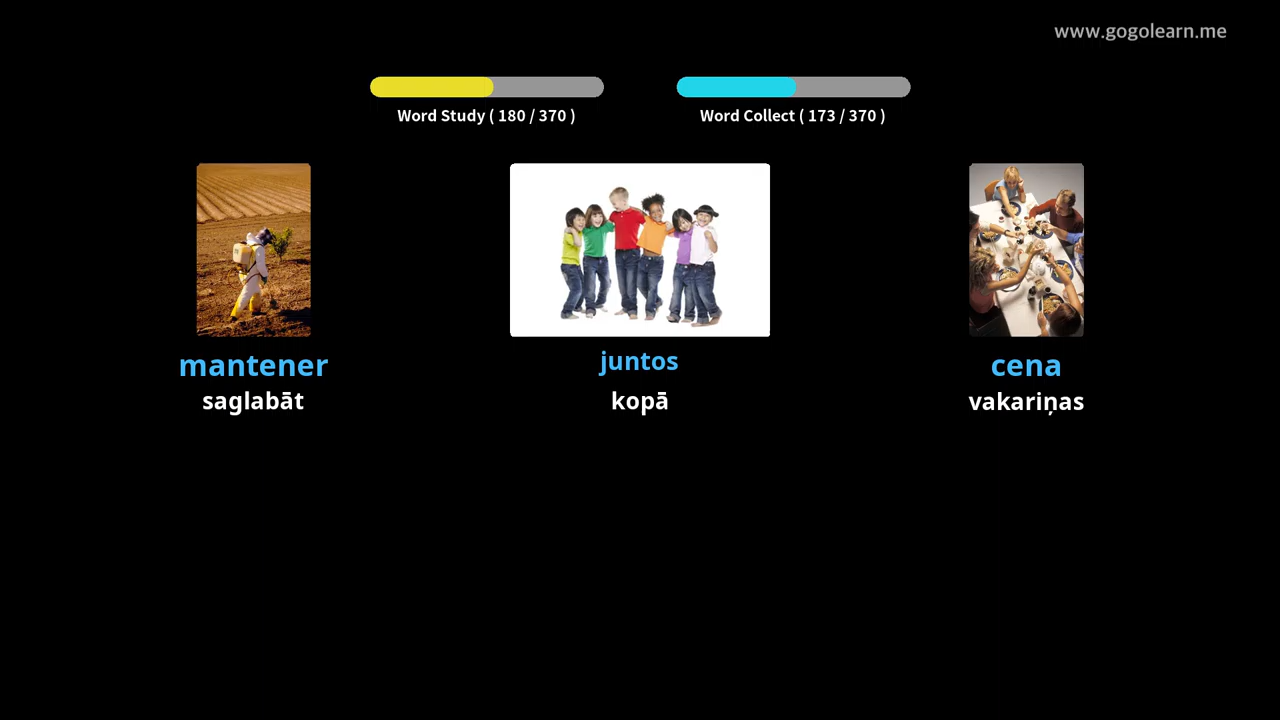 www.gogolearn.me
Word Study ( 180 / 370 )
Word Collect ( 173 / 370 )
mantener
saglabāt
juntos
kopā
cena
vakariņas